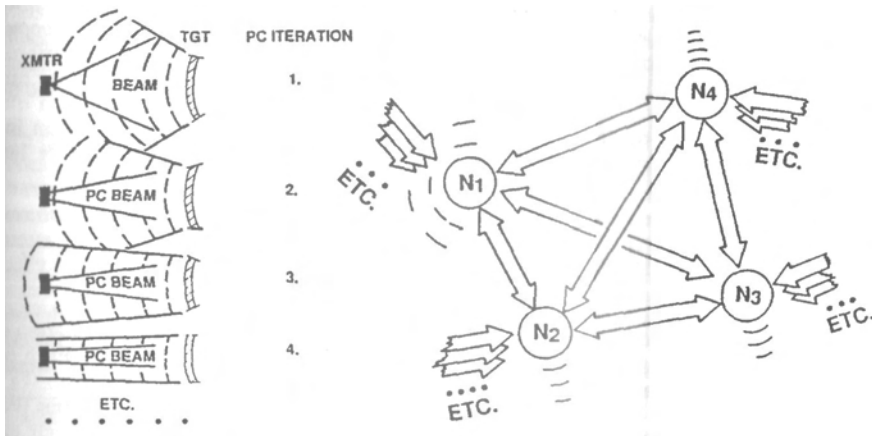 XMTR
TGT
PC ITERATION
BEAM
1.
PC BEAM
2.
PC BEAM
3.
PC BEAM
4.
ETC.
N4
ETC.
ETC.
N1
N3
ETC.
N2
ETC.